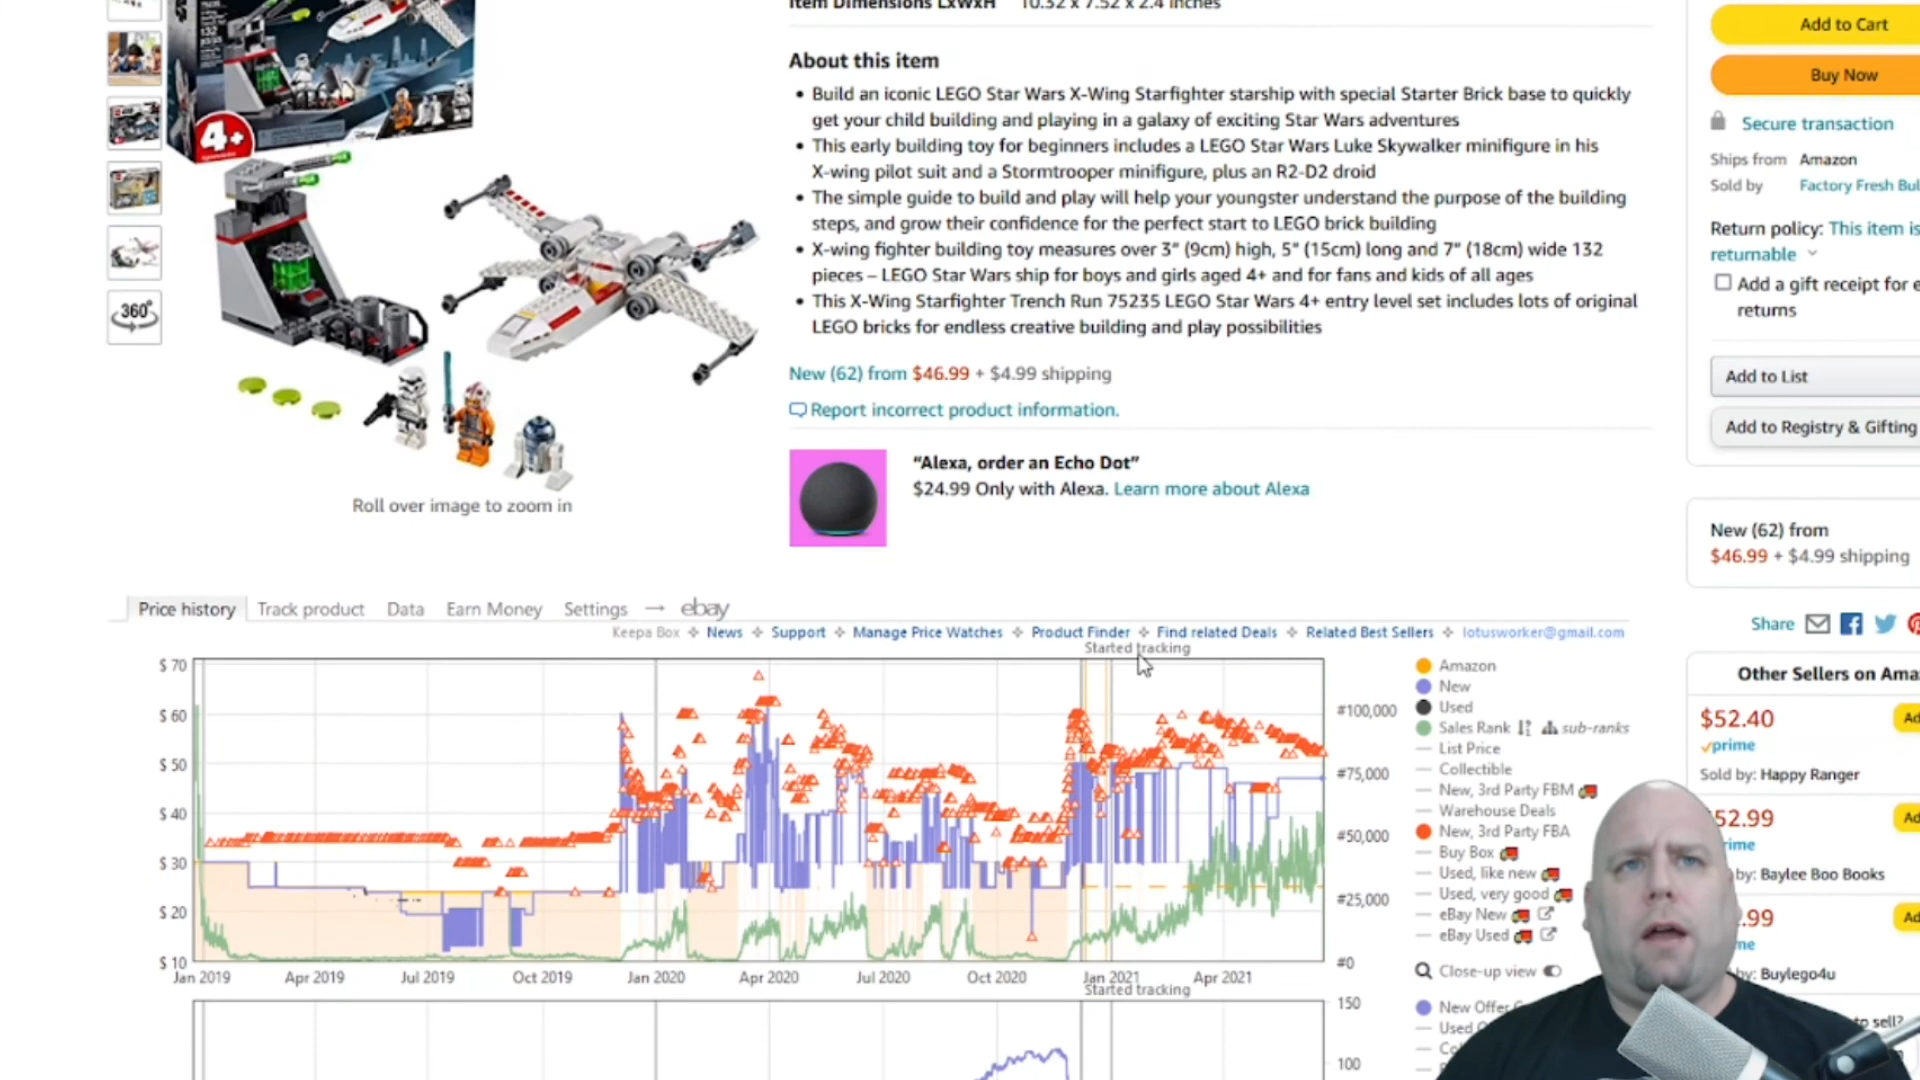 Item Dimensions LxWxH 10.32 x 7.52 x 2.4 inches
About this item
• Build an iconic LEGO Star Wars X-Wing Starfighter starship with special Starter Brick base to quickly
get your child building and playing in a galaxy of exciting Star Wars adventures
• This early building toy for beginners includes a LEGO Star Wars Luke Skywalker minifigure in his
X-wing pilot suit and a Stormtrooper minifigure, plus an R2-D2 droid
• The simple guide to build and play will help your youngster understand the purpose of the building
steps, and grow their confidence for the perfect start to LEGO brick building
• X-wing fighter building toy measures over 3” (9cm) high, 5” (15cm) long and 7” (18cm) wide 132
pieces – LEGO Star Wars ship for boys and girls aged 4+ and for fans and kids of all ages
• This X-Wing Starfighter Trench Run 75235 LEGO Star Wars 4+ entry level set includes lots of original
LEGO bricks for endless creative building and play possibilities
New (62) from $46.99 + $4.99 shipping
Report incorrect product information.
“Alexa, order an Echo Dot”
$24.99 Only with Alexa. Learn more about Alexa
132
4+
360°
Roll over image to zoom in
Add to Cart
Buy Now
Secure transaction
Ships from Amazon
Sold by Factory Fresh Bul
Return policy: This item is
returnable
Add a gift receipt for e
returns
Add to List
Add to Registry & Gifting
New (62) from
$46.99 + $4.99 shipping
Share
Other Sellers on Ama
$52.40
Ad
prime
Sold by: Happy Ranger
52.99
Ad
rime
by: Baylee Boo Books
.99
Ad
me
by: Buylego4u
to sell?
Price history Track product Data Earn Money Settings → ebay
Keepa Box News Support Manage Price Watches Product Finder Find related Deals Related Best Sellers lotusworker@gmail.com
Started tracking
$ 70
$ 60
$ 50
$ 40
$ 30
$ 20
$ 10
#100,000
#75,000
#50,000
#25,000
#0
Jan 2019 Apr 2019 Jul 2019 Oct 2019 Jan 2020 Apr 2020 Jul 2020 Oct 2020 Jan 2021 Apr 2021
Started tracking
150
100
Amazon
New
Used
Sales Rank sub-ranks
List Price
Collectible
New, 3rd Party FBM
Warehouse Deals
New, 3rd Party FBA
Buy Box
Used, like new
Used, very good
eBay New
eBay Used
Close-up view
New Offer
Used